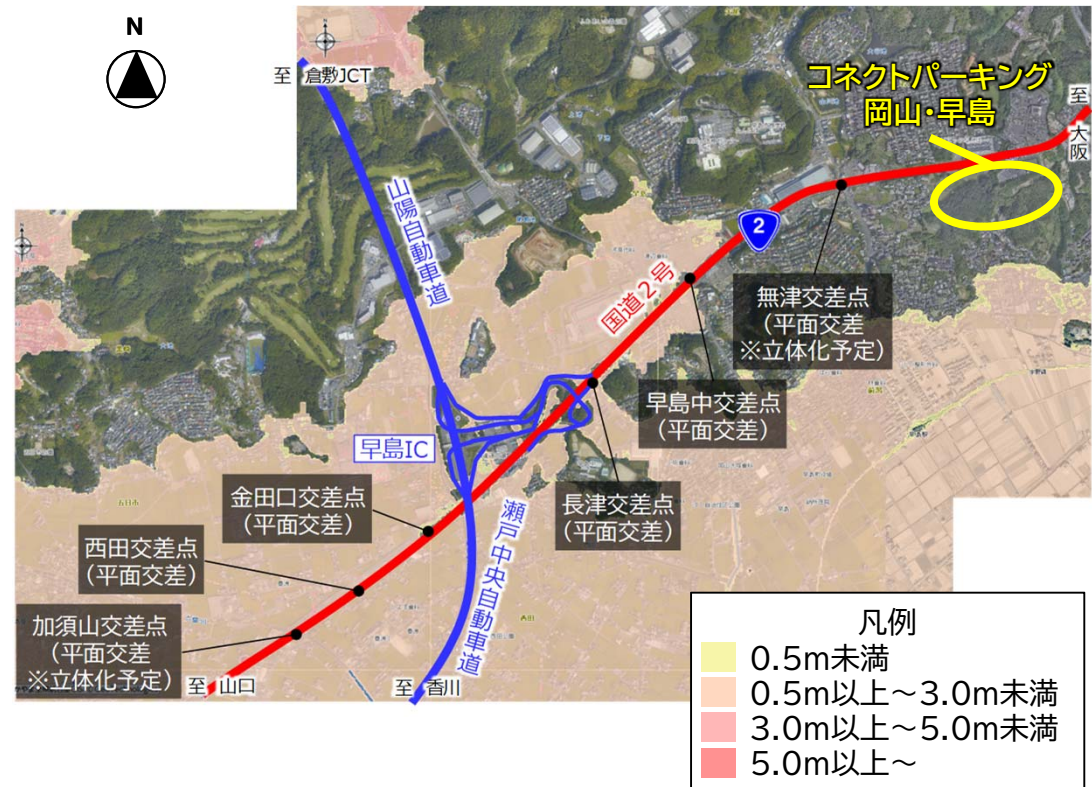 N
至 倉敷JCT
コネクトパーキング
岡山・早島
至
大阪
山陽自動車道
2
国道2号
無津交差点
(平面交差
※立体化予定)
早島中交差点
(平面交差)
早島IC
金田口交差点
(平面交差)
長津交差点
(平面交差)
瀬戸中央自動車道
西田交差点
(平面交差)
加須山交差点
(平面交差
※立体化予定)
至 山口
至 香川
凡例
0.5m未満
0.5m以上～3.0m未満
3.0m以上～5.0m未満
5.0m以上～